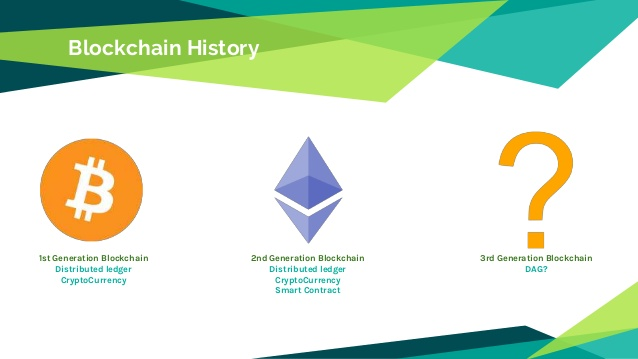 Blockchain History
1st Generation Blockchain
Distributed ledger
CryptoCurrency
2nd Generation Blockchain
Distributed ledger
CryptoCurrency
Smart Contract
?
3rd Generation Blockchain
DAG?